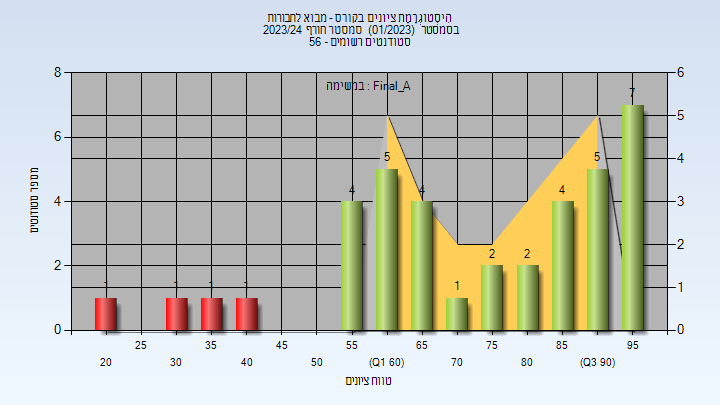 היסטוגרמת ציונים בקורס - מבוא לחבורות
בסמסטר (01/2023) סמסטר חורף 2023/24
סטודנטים רשומים - 56
במשימה : Final_A
8 6 4 2 0
6 5 4 3 2 1 0
מספר סטודנטים
1 1 1 1 4 5 4 1 2 2 4 5 7
25 35 45 55 65 75 85 95
20 30 40 50 (Q1 60) 70 80 (Q3 90)
טווח ציונים